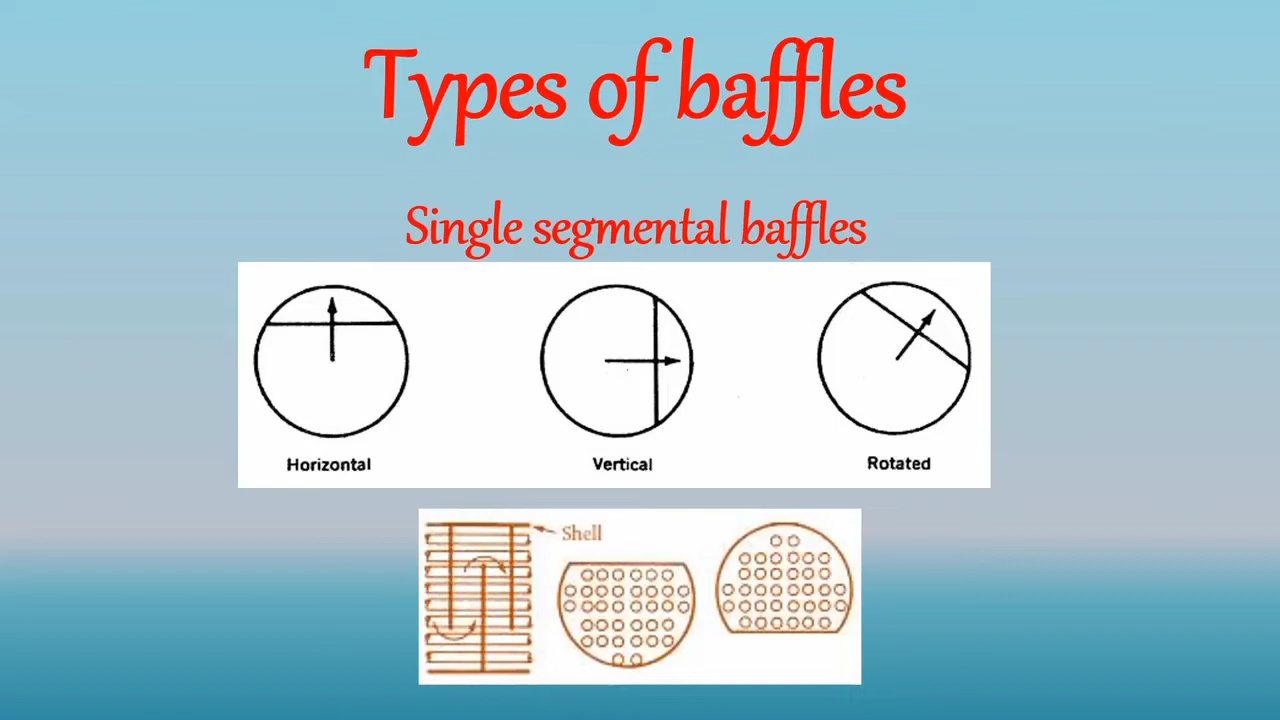 Types of baffles
Single segmental baffles
Horizontal
Vertical
Rotated
Shell